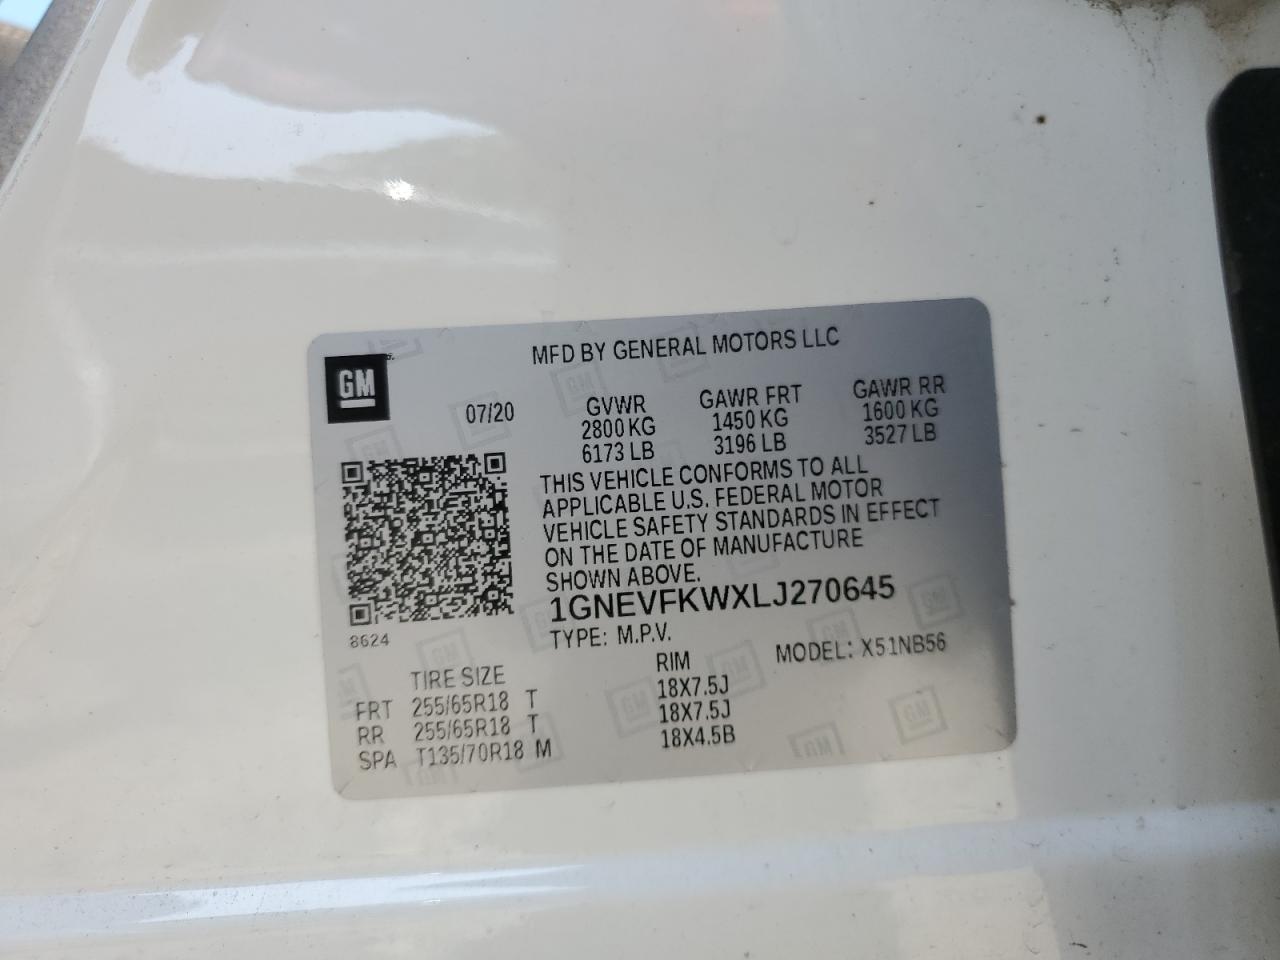 MFD BY GENERAL MOTORS LLC
GM
07/20
GVWR GAWR FRT GAWR RR
2800 KG 1450 KG 1600 KG
6173 LB 3196 LB 3527 LB
THIS VEHICLE CONFORMS TO ALL
APPLICABLE U.S. FEDERAL MOTOR
VEHICLE SAFETY STANDARDS IN EFFECT
ON THE DATE OF MANUFACTURE
SHOWN ABOVE.
1GNEVFKWXLJ270645
8624
TYPE: M.P.V. MODEL: X51NB56
TIRE SIZE RIM
FRT 255/65R18 T 18X7.5J
RR 255/65R18 T 18X7.5J
SPA T135/70R18 M 18X4.5B